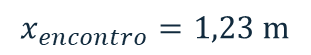 x_encontro = 1,23 m